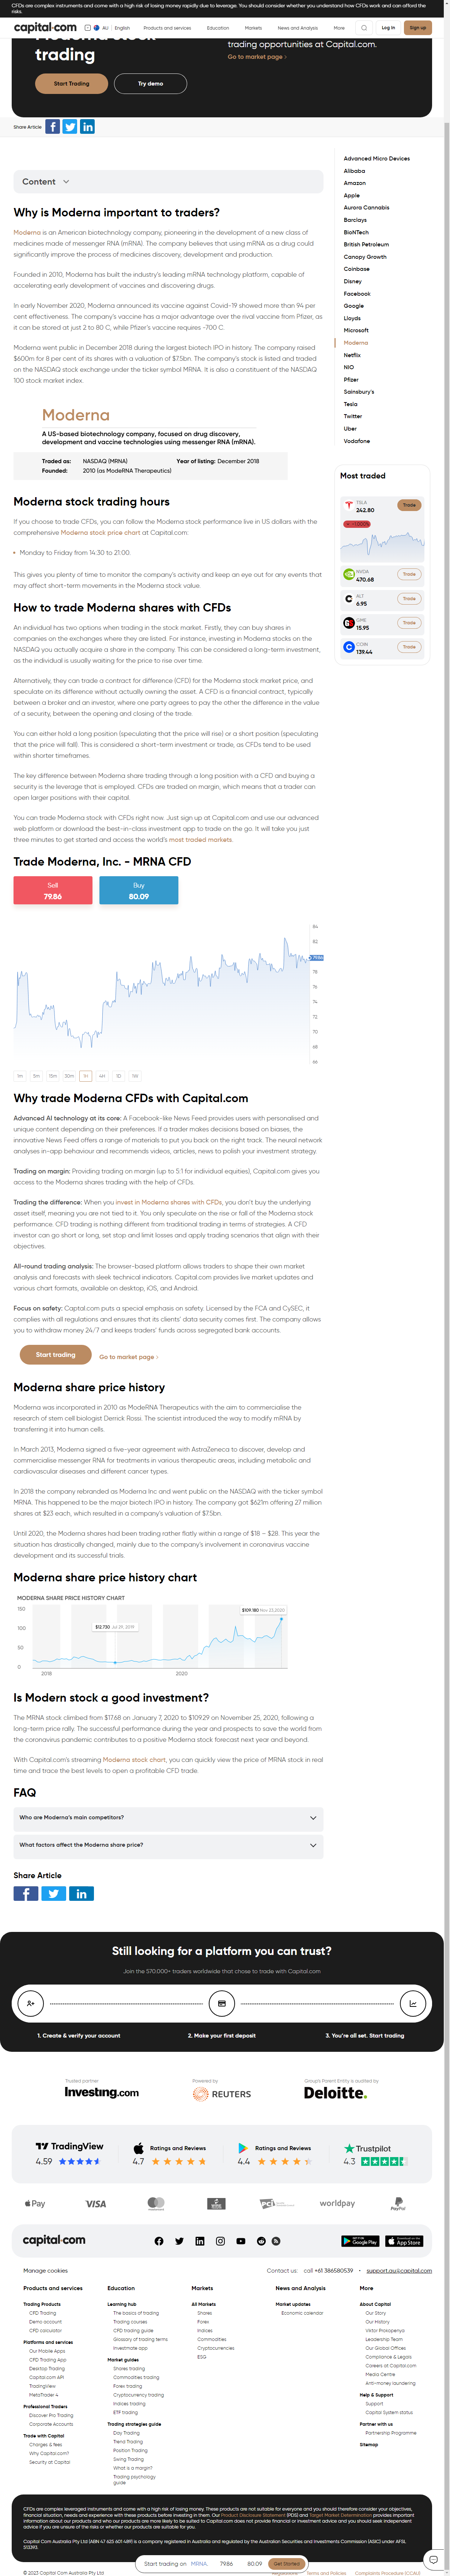 CFDs are complex instruments and come with a high risk of losing money rapidly due to leverage. You should consider whether you understand how CFDs work and can afford the
risks.
capital.com AU English Products and services Education Markets News and Analysis More Log In Sign up
trading
trading opportunities at Capital.com.
Go to market page
Start Trading Try demo
Share Article
Content
Advanced Micro Devices
Alibaba
Amazon
Apple
Aurora Cannabis
Barclays
BioNTech
British Petroleum
Canopy Growth
Coinbase
Disney
Facebook
Google
Lloyds
Microsoft
Moderna
Netflix
NIO
Pfizer
Sainsbury's
Tesla
Twitter
Uber
Vodafone
Why is Moderna important to traders?
Moderna is an American biotechnology company, pioneering in the development of a new class of
medicines made of messenger RNA (mRNA). The company believes that using mRNA as a drug could
significantly improve the process of medicines discovery, development and production.
Founded in 2010, Moderna has built the industry's leading mRNA technology platform, capable of
accelerating early development of vaccines and discovering drugs.
In early November 2020, Moderna announced its vaccine against Covid-19 showed more than 94 per
cent effectiveness. The company's vaccine has a major advantage over the rival vaccine from Pfizer, as
it can be stored at just 2 to 80 C, while Pfizer's vaccine requires -700 C.
Moderna went public in December 2018 during the largest biotech IPO in history. The company raised
$600m for 8 per cent of its shares with a valuation of $7.5bn. The company's stock is listed and traded
on the NASDAQ stock exchange under the ticker symbol MRNA. It is also a constituent of the NASDAQ
100 stock market index.
Moderna
A US-based biotechnology company, focused on drug discovery,
development and vaccine technologies using messenger RNA (mRNA).
Traded as: NASDAQ (MRNA) Year of listing: December 2018
Founded: 2010 (as ModeRNA Therapeutics)
Most traded
TSLA
242.80
Trade
NVDA
470.68
Trade
ALT
6.95
Trade
GME
15.95
Trade
COIN
139.44
Trade
Moderna stock trading hours
If you choose to trade CFDs, you can follow the Moderna stock market performance live in US dollars with the
comprehensive Moderna stock price chart at Capital.com:
Monday to Friday from 14:30 to 21:00.
This gives you plenty of time to monitor the company's activity and keep an eye out for any events that
may affect short-term movements in the Moderna stock value.
How to trade Moderna shares with CFDs
An individual has two options when trading in the stock market. Firstly, they can buy shares in
companies on the exchanges where they are listed. For instance, investing in Moderna stocks on the
NASDAQ you actually acquire a share in the company. This can be considered a long-term investment,
as the individual is usually waiting for the price to rise over time.
Alternatively, they can trade a contract for difference (CFD) for the Moderna stock market price, and
speculate on its difference without actually owning the asset. A CFD is a financial contract, typically
between a broker and an investor, where one party agrees to pay the other the difference in the value
of a security, between the opening and closing of the trade.
You can either hold a long position (speculating that the price will rise) or a short position (speculating
that the price will fall). This is considered a short-term investment or trade, as CFDs tend to be used
within shorter timeframes.
The key difference between Moderna share trading through a long position with a CFD and buying a
security is the leverage that is employed. CFDs are traded on margin, which means that a trader can
open larger positions with their capital.
You can trade Moderna stock with CFDs right now. Just sign up at Capital.com and use our advanced
web platform or download the best-in-class investment app to trade on the go. It will take you just
three minutes to get started and access the world's most traded markets.
Trade Moderna, Inc. - MRNA CFD
Sell
79.86
Buy
80.09
84
82
79.86
78
76
74
72
70
68
66
1m 5m 15m 30m 1H 4H 1D 1W
Why trade Moderna CFDs with Capital.com
Advanced AI technology at its core: A Facebook-like News Feed provides users with personalised and
unique content depending on their preferences. If a trader makes decisions based on biases, the
innovative News Feed offers a range of materials to put you back on the right track. The neural network
analyses in-app behaviour and recommends videos, articles, news to polish your investment strategy.
Trading on margin: Providing trading on margin (up to 5:1 for individual equities), Capital.com gives you
access to the Moderna shares trading with the help of CFDs.
Trading the difference: When you invest in Moderna shares with CFDs, you don't buy the underlying
asset itself, meaning you are not tied to it. You only speculate on the rise or fall of the Moderna stock
performance. CFD trading is nothing different from traditional trading in terms of strategies. A CFD
investor can go short or long, set stop and limit losses and apply trading scenarios that align with their
objectives.
All-round trading analysis: The browser-based platform allows traders to shape their own market
analysis and forecasts with sleek technical indicators. Capital.com provides live market updates and
various chart formats, available on desktop, iOS, and Android.
Focus on safety: Captal.com puts a special emphasis on safety. Licensed by the FCA and CySEC, it
complies with all regulations and ensures that its clients' data security comes first. The company allows
you to withdraw money 24/7 and keeps traders' funds across segregated bank accounts.
Start trading Go to market page
Moderna share price history
Moderna was incorporated in 2010 as ModeRNA Therapeutics with the aim to commercialise the
research of stem cell biologist Derrick Rossi. The scientist introduced the way to modify mRNA by
transfering it into human cells.
In March 2013, Moderna signed a five-year agreement with AstraZeneca to discover, develop and
commercialise messenger RNA for treatments in various therapeutic areas, including metabolic and
cardiovascular diseases and different cancer types.
In 2018 the company rebranded as Moderna Inc and went public on the NASDAQ with the ticker symbol
MRNA. This happened to be the major biotech IPO in history. The company got $621m offering 27 million
shares at $23 each, which resulted in a company's valuation of $7.5bn.
Until 2020, the Moderna shares had been trading rather flatly within a range of $18 – $28. This year the
situation has drastically changed, mainly due to the company's involvement in coronavirus vaccine
development and its successful trials.
Moderna share price history chart
MODERNA SHARE PRICE HISTORY CHART
150
100
50
0
$12.730 Jul 29, 2019
$109.180 Nov 23, 2020
2018 2020
Is Modern stock a good investment?
The MRNA stock climbed from $17.68 on January 7, 2020 to $109.29 on November 25, 2020, following a
long-term price rally. The successful performance during the year and prospects to save the world from
the coronavirus pandemic contributes to a positive Moderna stock forecast next year and beyond.
With Capital.com's streaming Moderna stock chart, you can quickly view the price of MRNA stock in real
time and trace the best levels to open a profitable CFD trade.
FAQ
Who are Moderna's main competitors?
What factors affect the Moderna share price?
Share Article
Still looking for a platform you can trust?
Join the 570.000+ traders worldwide that chose to trade with Capital.com
1. Create & verify your account 2. Make your first deposit 3. You're all set. Start trading
Trusted partner
Investing.com
Powered by
REUTERS
Group's Parent Entity is audited by
Deloitte.
TradingView
4.59
Ratings and Reviews
4.7
Ratings and Reviews
4.4
Trustpilot
4.3
Pay VISA mastercard pci worldpay PayPal
capital.com
Google Play App Store
Manage cookies
Contact us: call +61 386580539 • support.au@capital.com
Products and services
Trading Products
CFD Trading
Demo account
CFD calculator
Platforms and services
Our Mobile Apps
CFD Trading App
Desktop Trading
Capital.com API
TradingView
MetaTrader 4
Professional Traders
Discover Pro Trading
Corporate Accounts
Trade with Capital
Charges & fees
Why Capital.com?
Security at Capital
Education
Learning hub
The basics of trading
Trading courses
CFD trading guide
Glossary of trading terms
Investmate app
Market guides
Shares trading
Commodities trading
Forex trading
Cryptocurrency trading
Indices trading
ETF trading
Trading strategies guide
Day Trading
Trend Trading
Position Trading
Swing Trading
What is a margin?
Trading psychology
guide
Markets
All Markets
Shares
Forex
Indices
Commodities
Cryptocurrencies
ESG
News and Analysis
Market updates
Economic calendar
More
About Capital
Our Story
Our History
Viktor Prokopenya
Leadership Team
Our Global Offices
Compliance & Legals
Careers at Capital.com
Media Centre
Anti-money laundering
Help & Support
Support
Capital System status
Partner with us
Partnership Programme
Sitemap
CFDs are complex leveraged instruments and come with a high risk of losing money. These products are not suitable for everyone and you should therefore consider your objectives,
financial situation, needs and experience with these products before investing in them. Our Product Disclosure Statement (PDS) and Target Market Determination provides important
information about our products and who our products are more likely to be suited to. Capital.com does not provide financial or investment advice and you should seek independent
advice if you are unsure of the risks or whether our products are suitable for you.
Capital Com Australia Pty Ltd (ABN 47 625 601 489) is a company registered in Australia and regulated by the Australian Securities and Investments Commission (ASIC) under AFSL
513393.
Start trading on MRNA: 79.86 80.09 Get Started
© 2023 Capital Com Australia Pty Ltd Terms and Policies Complaints Procedure (CCAU)